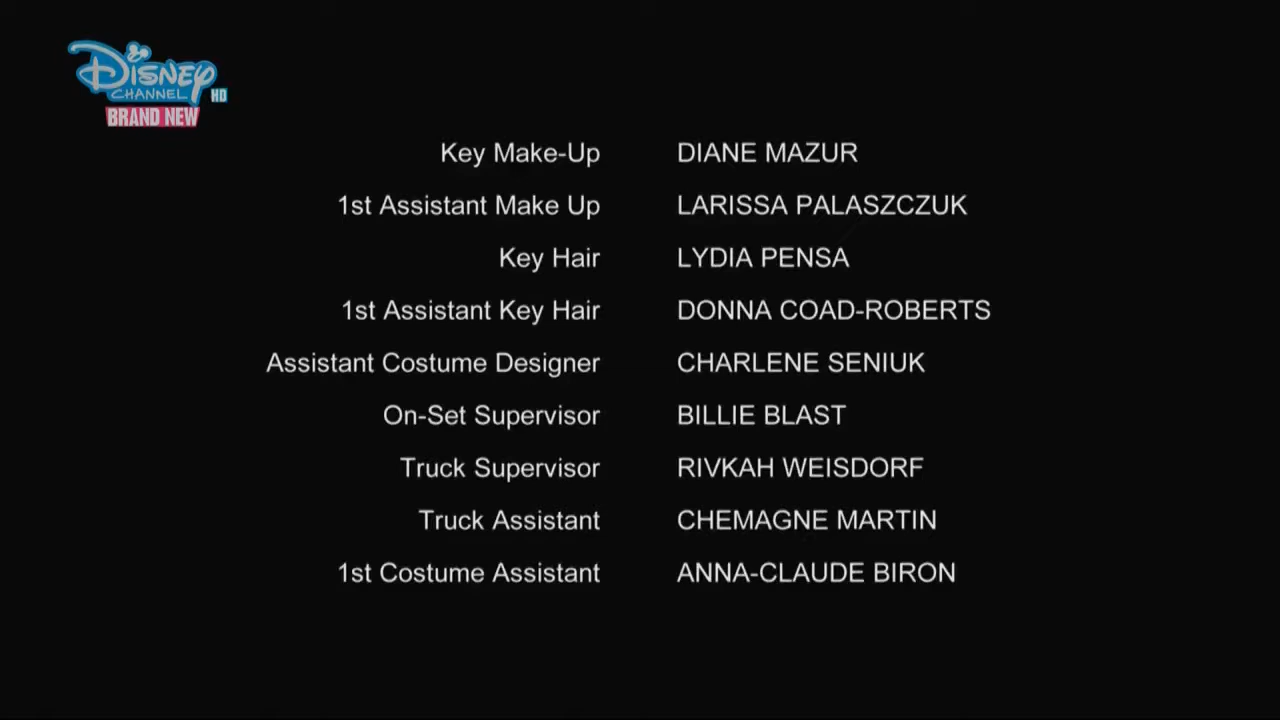 DISNEY
CHANNEL HD
BRAND NEW
Key Make-Up DIANE MAZUR
1st Assistant Make Up LARISSA PALASZCZUK
Key Hair LYDIA PENSA
1st Assistant Key Hair DONNA COAD-ROBERTS
Assistant Costume Designer CHARLENE SENIUK
On-Set Supervisor BILLIE BLAST
Truck Supervisor RIVKAH WEISDORF
Truck Assistant CHEMAGNE MARTIN
1st Costume Assistant ANNA-CLAUDE BIRON